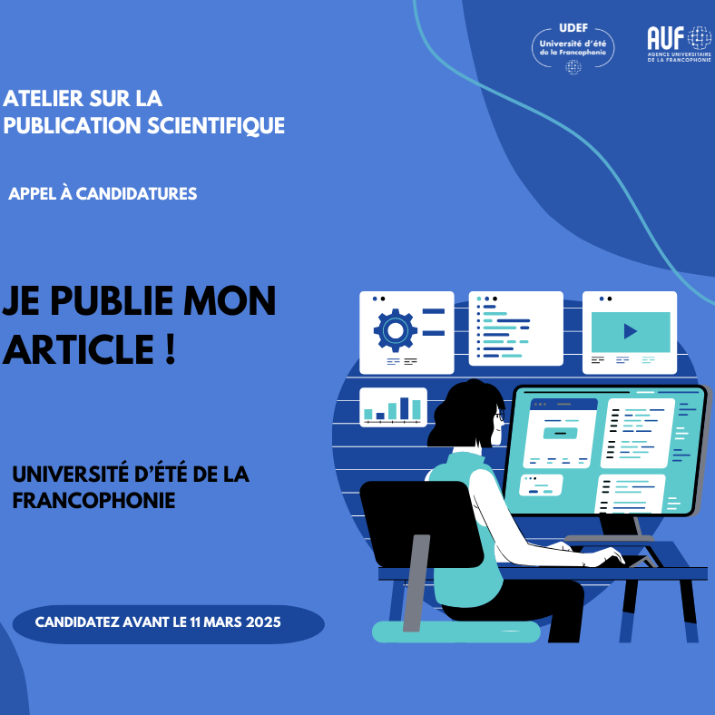 UDEF
Université d'été
de la Francophonie
AUF
AGENCE UNIVERSITAIRE
DE LA FRANCOPHONIE
ATELIER SUR LA
PUBLICATION SCIENTIFIQUE
APPEL À CANDIDATURES
JE PUBLIE MON
ARTICLE !
UNIVERSITÉ D'ÉTÉ DE LA
FRANCOPHONIE
CANDIDATEZ AVANT LE 11 MARS 2025